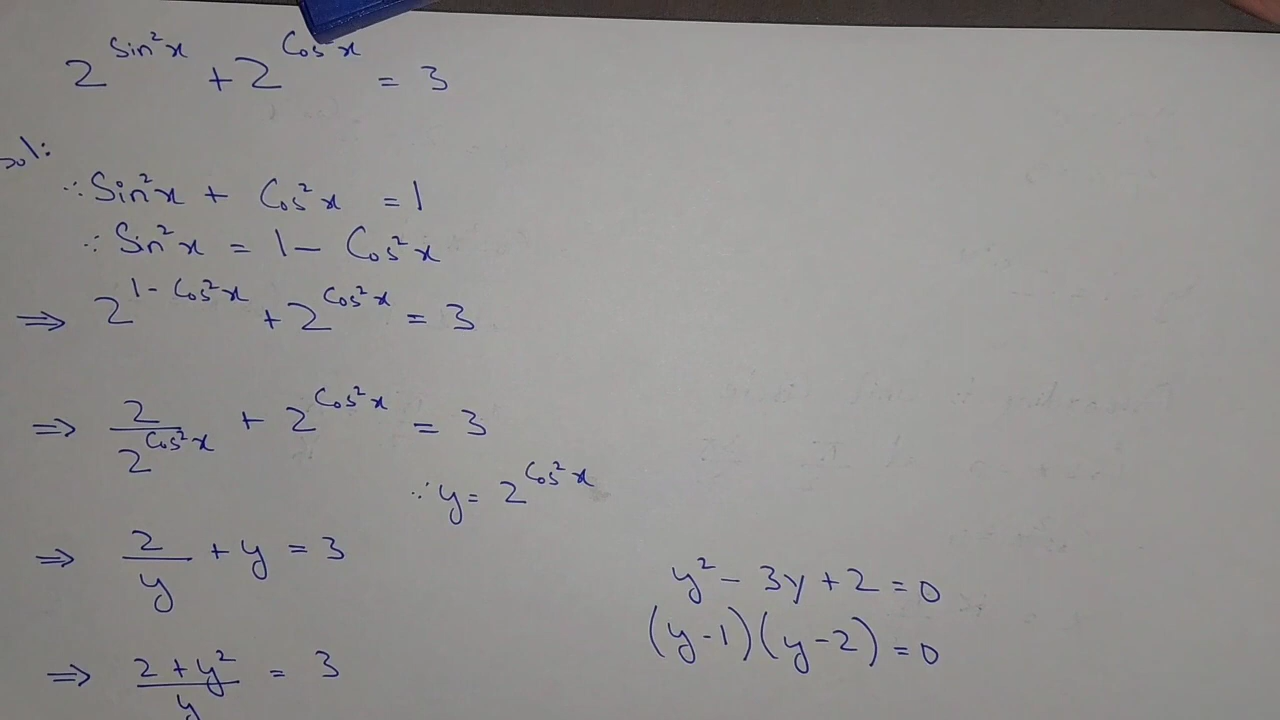 2^{Sin²x} + 2^{Cos²x} = 3
Sol:
∵ Sin²x + Cos²x = 1
∵ Sin²x = 1 - Cos²x
⇒ 2^{1 - Cos²x} + 2^{Cos²x} = 3
⇒ 2/2^{Cos²x} + 2^{Cos²x} = 3
∵ y = 2^{Cos²x}
⇒ 2/y + y = 3
⇒ (2 + y²)/y = 3
y² - 3y + 2 = 0
(y-1)(y-2) = 0